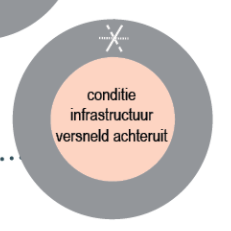 conditie
infrastructuur
versneld achteruit